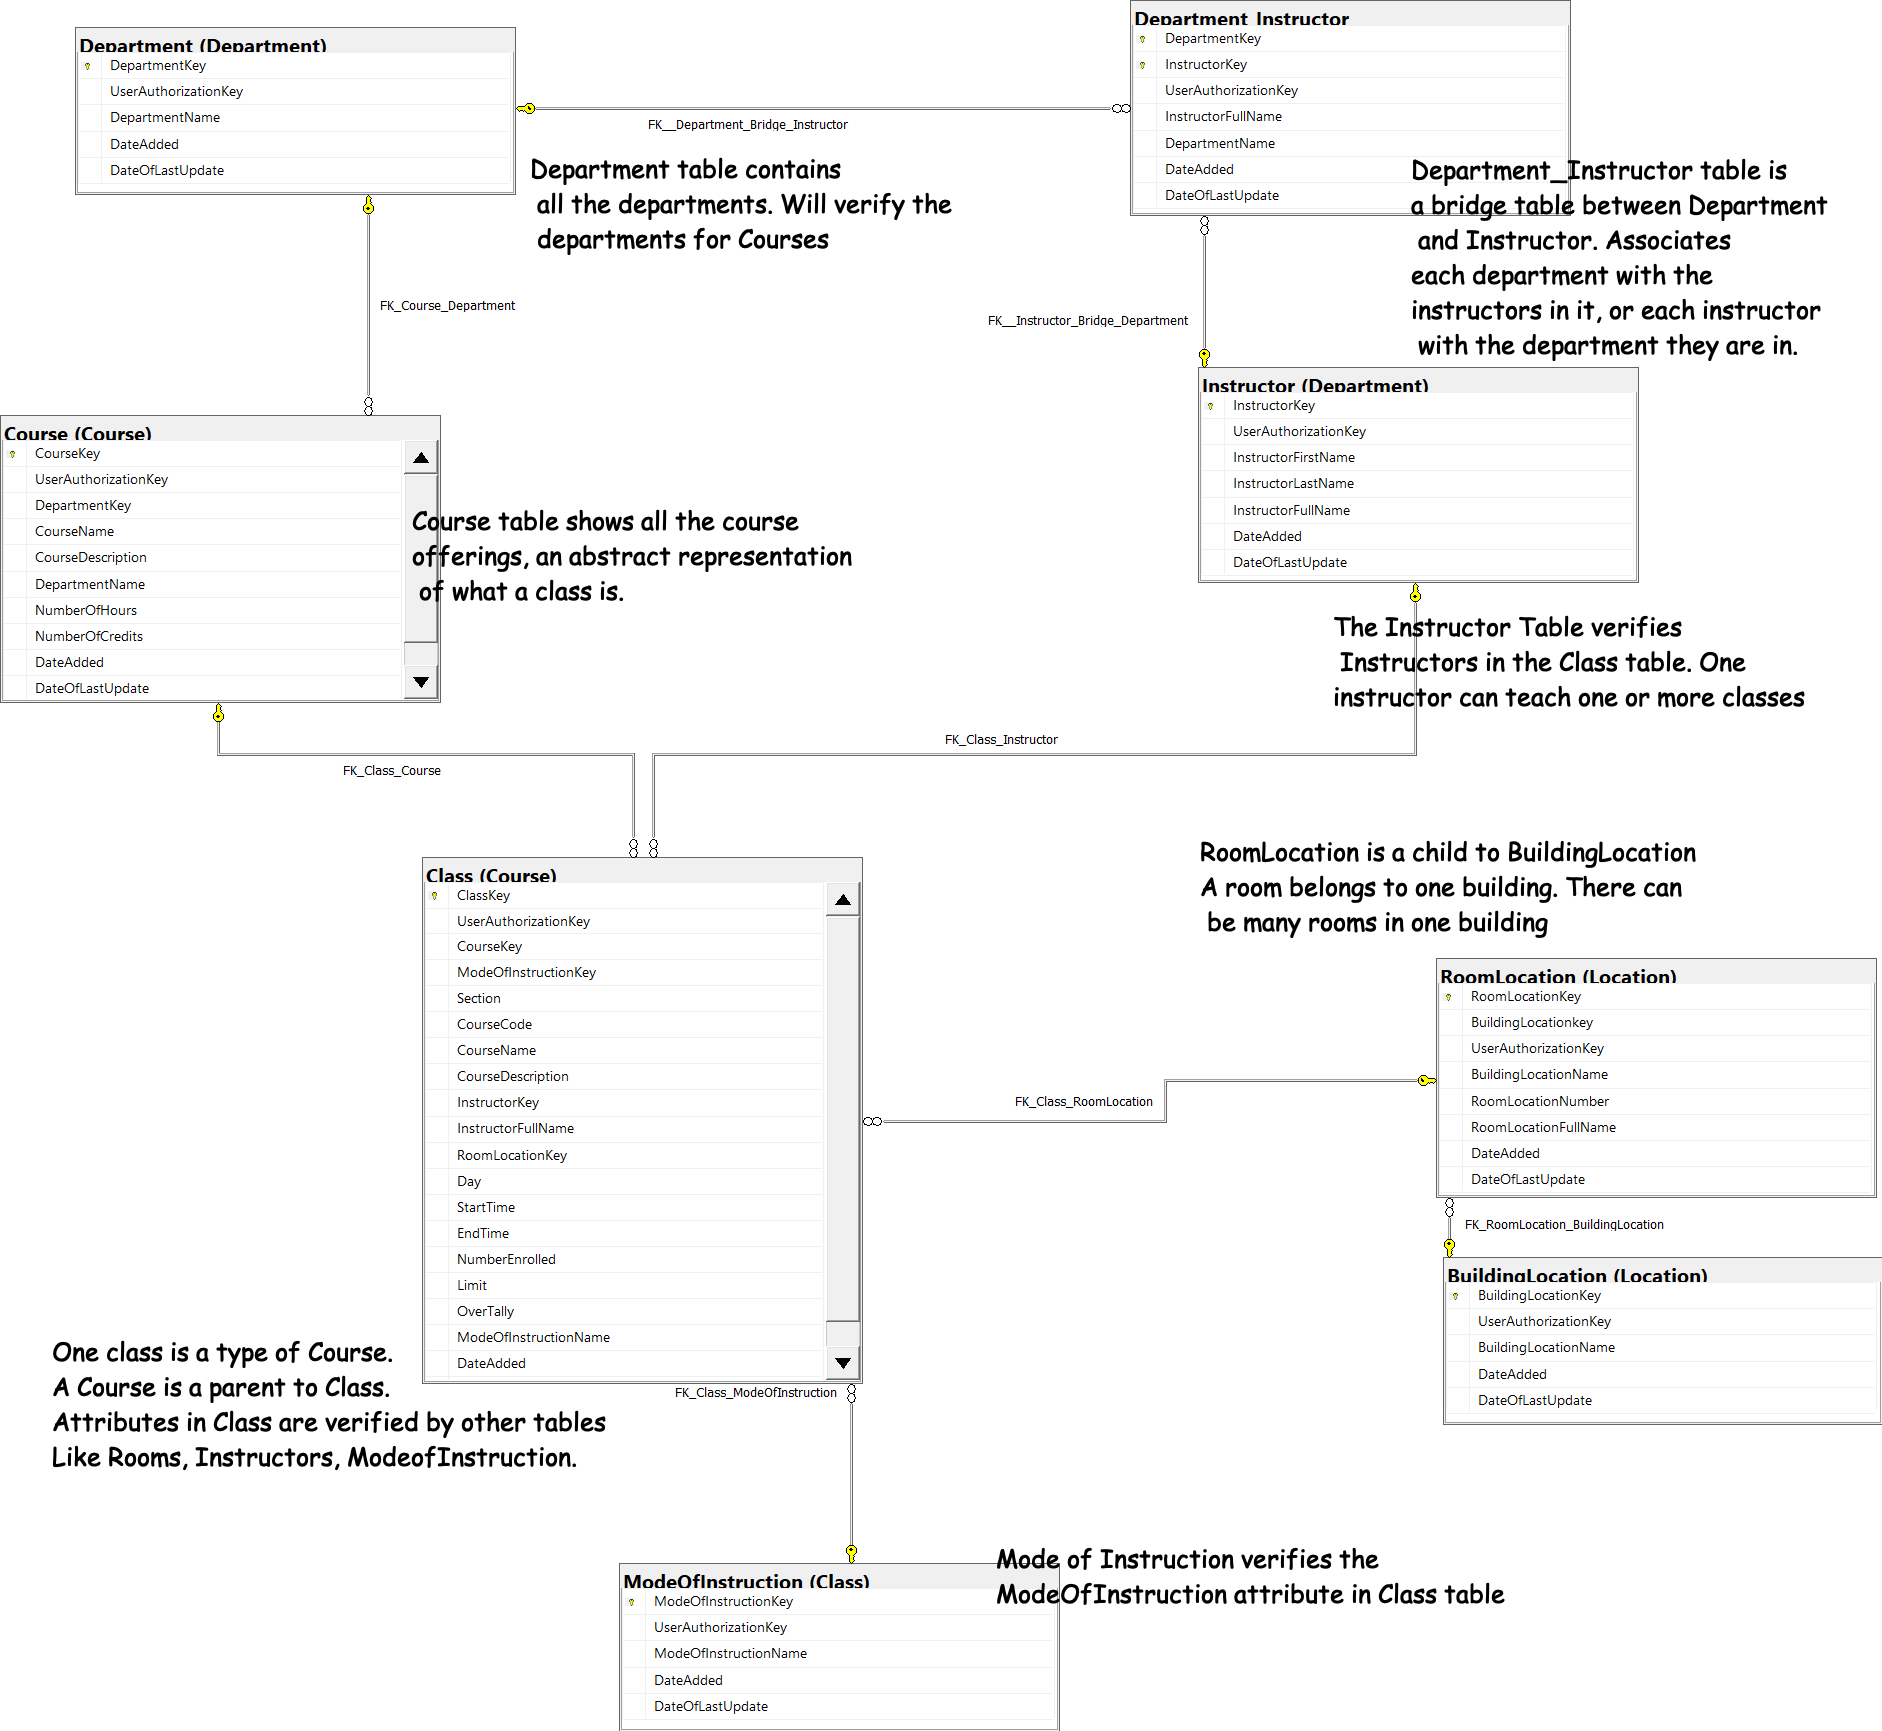 Department (Department)
DepartmentKey
UserAuthorizationKey
DepartmentName
DateAdded
DateOfLastUpdate
Department_Instructor
DepartmentKey
InstructorKey
UserAuthorizationKey
InstructorFullName
DepartmentName
DateAdded
DateOfLastUpdate
FK__Department_Bridge_Instructor
Department table contains
all the departments. Will verify the
departments for Courses
Department_Instructor table is
a bridge table between Department
and Instructor. Associates
each department with the
instructors in it, or each instructor
with the department they are in.
FK_Course_Department
FK__Instructor_Bridge_Department
Instructor (Department)
InstructorKey
UserAuthorizationKey
InstructorFirstName
InstructorLastName
InstructorFullName
DateAdded
DateOfLastUpdate
Course (Course)
CourseKey
UserAuthorizationKey
DepartmentKey
CourseName
CourseDescription
DepartmentName
NumberOfHours
NumberOfCredits
DateAdded
DateOfLastUpdate
Course table shows all the course
offerings, an abstract representation
of what a class is.
The Instructor Table verifies
Instructors in the Class table. One
instructor can teach one or more classes
FK_Class_Instructor
FK_Class_Course
Class (Course)
ClassKey
UserAuthorizationKey
CourseKey
ModeOfInstructionKey
Section
CourseCode
CourseName
CourseDescription
InstructorKey
InstructorFullName
RoomLocationKey
Day
StartTime
EndTime
NumberEnrolled
Limit
OverTally
ModeOfInstructionName
DateAdded
RoomLocation is a child to BuildingLocation
A room belongs to one building. There can
be many rooms in one building
RoomLocation (Location)
RoomLocationKey
BuildingLocationkey
UserAuthorizationKey
BuildingLocationName
RoomLocationNumber
RoomLocationFullName
DateAdded
DateOfLastUpdate
FK_Class_RoomLocation
FK_RoomLocation_BuildingLocation
BuildingLocation (Location)
BuildingLocationKey
UserAuthorizationKey
BuildingLocationName
DateAdded
DateOfLastUpdate
One class is a type of Course.
A Course is a parent to Class.
Attributes in Class are verified by other tables
Like Rooms, Instructors, ModeofInstruction.
FK_Class_ModeOfInstruction
Mode of Instruction verifies the
ModeOfInstruction attribute in Class table
ModeOfInstruction (Class)
ModeOfInstructionKey
UserAuthorizationKey
ModeOfInstructionName
DateAdded
DateOfLastUpdate